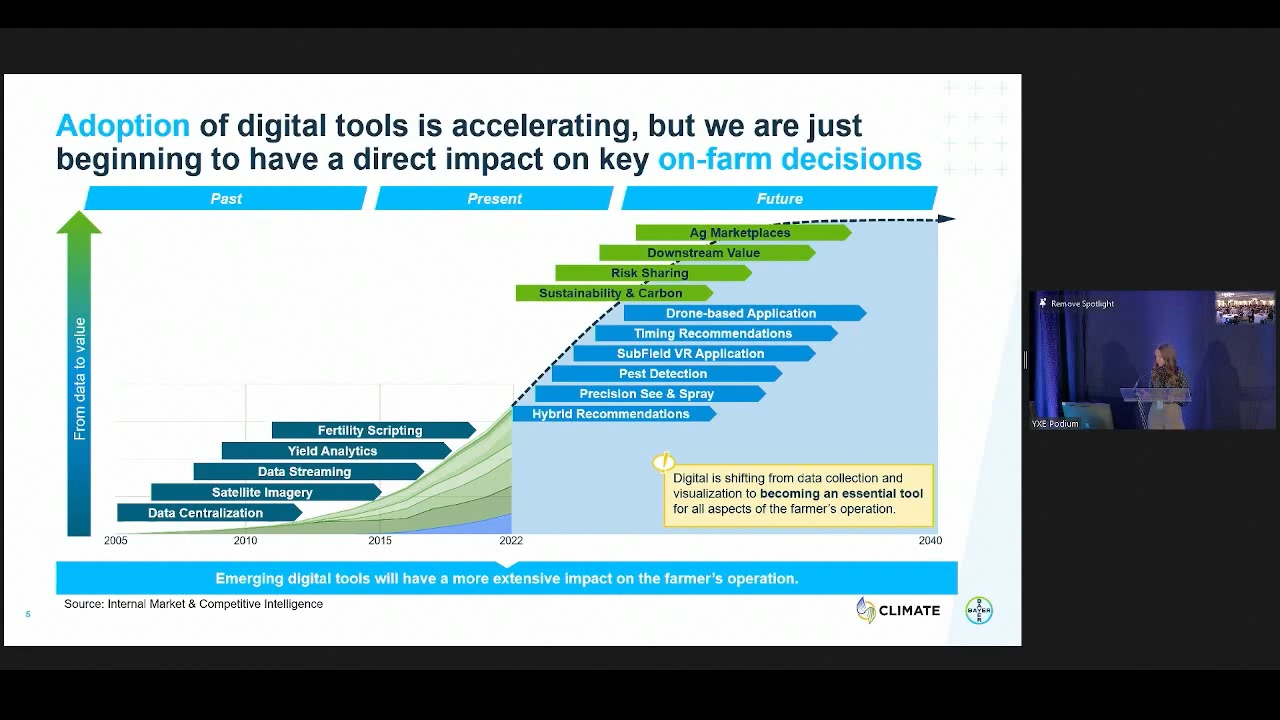 Adoption of digital tools is accelerating, but we are just
beginning to have a direct impact on key on-farm decisions
Past
Present
Future
From data to value
Ag Marketplaces
Downstream Value
Risk Sharing
Sustainability & Carbon
Drone-based Application
Timing Recommendations
SubField VR Application
Pest Detection
Precision See & Spray
Hybrid Recommendations
Fertility Scripting
Yield Analytics
Data Streaming
Satellite Imagery
Data Centralization
Digital is shifting from data collection and
visualization to becoming an essential tool
for all aspects of the farmer's operation.
2005
2010
2015
2022
2040
Emerging digital tools will have a more extensive impact on the farmer's operation.
Source: Internal Market & Competitive Intelligence
5
CLIMATE
BAYER
BAYER
Remove Spotlight
YXE Podium